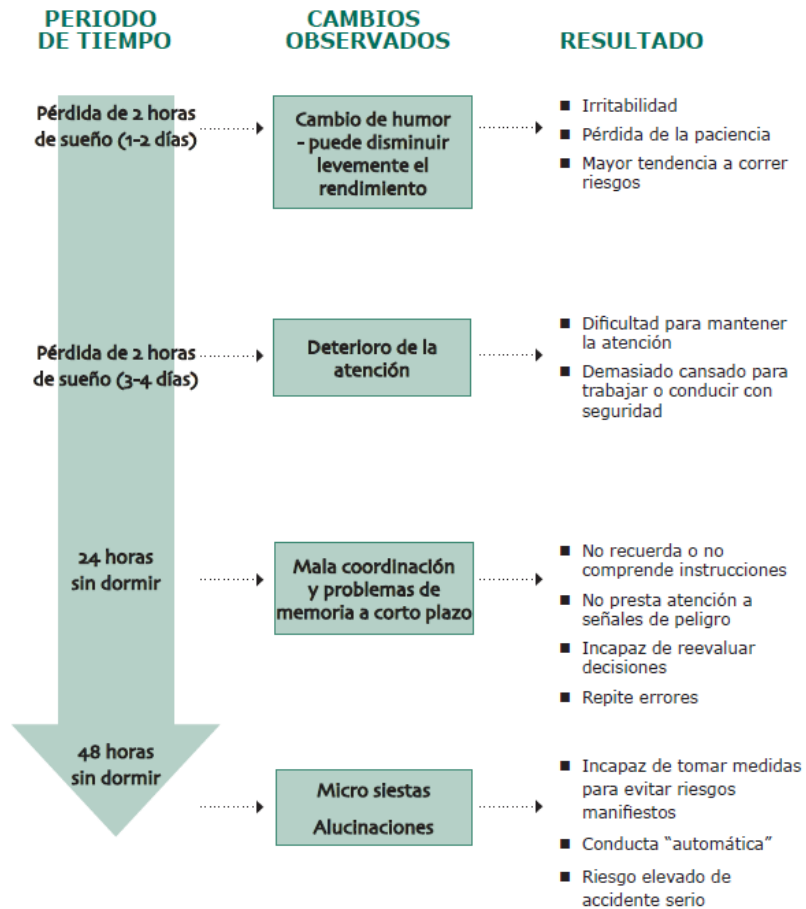 PERIODO
DE TIEMPO
CAMBIOS
OBSERVADOS
RESULTADO
Pérdida de 2 horas
de sueño (1-2 días)
Cambio de humor
- puede disminuir
levemente el
rendimiento
■ Irritabilidad
■ Pérdida de la paciencia
■ Mayor tendencia a correr
riesgos
Pérdida de 2 horas
de sueño (3-4 días)
Deterioro de la
atención
■ Dificultad para mantener
la atención
■ Demasiado cansado para
trabajar o conducir con
seguridad
24 horas
sin dormir
Mala coordinación
y problemas de
memoria a corto plazo
■ No recuerda o no
comprende instrucciones
■ No presta atención a
señales de peligro
■ Incapaz de reevaluar
decisiones
■ Repite errores
48 horas
sin dormir
Micro siestas
Alucinaciones
■ Incapaz de tomar medidas
para evitar riesgos
manifiestos
■ Conducta “automática”
■ Riesgo elevado de
accidente serio